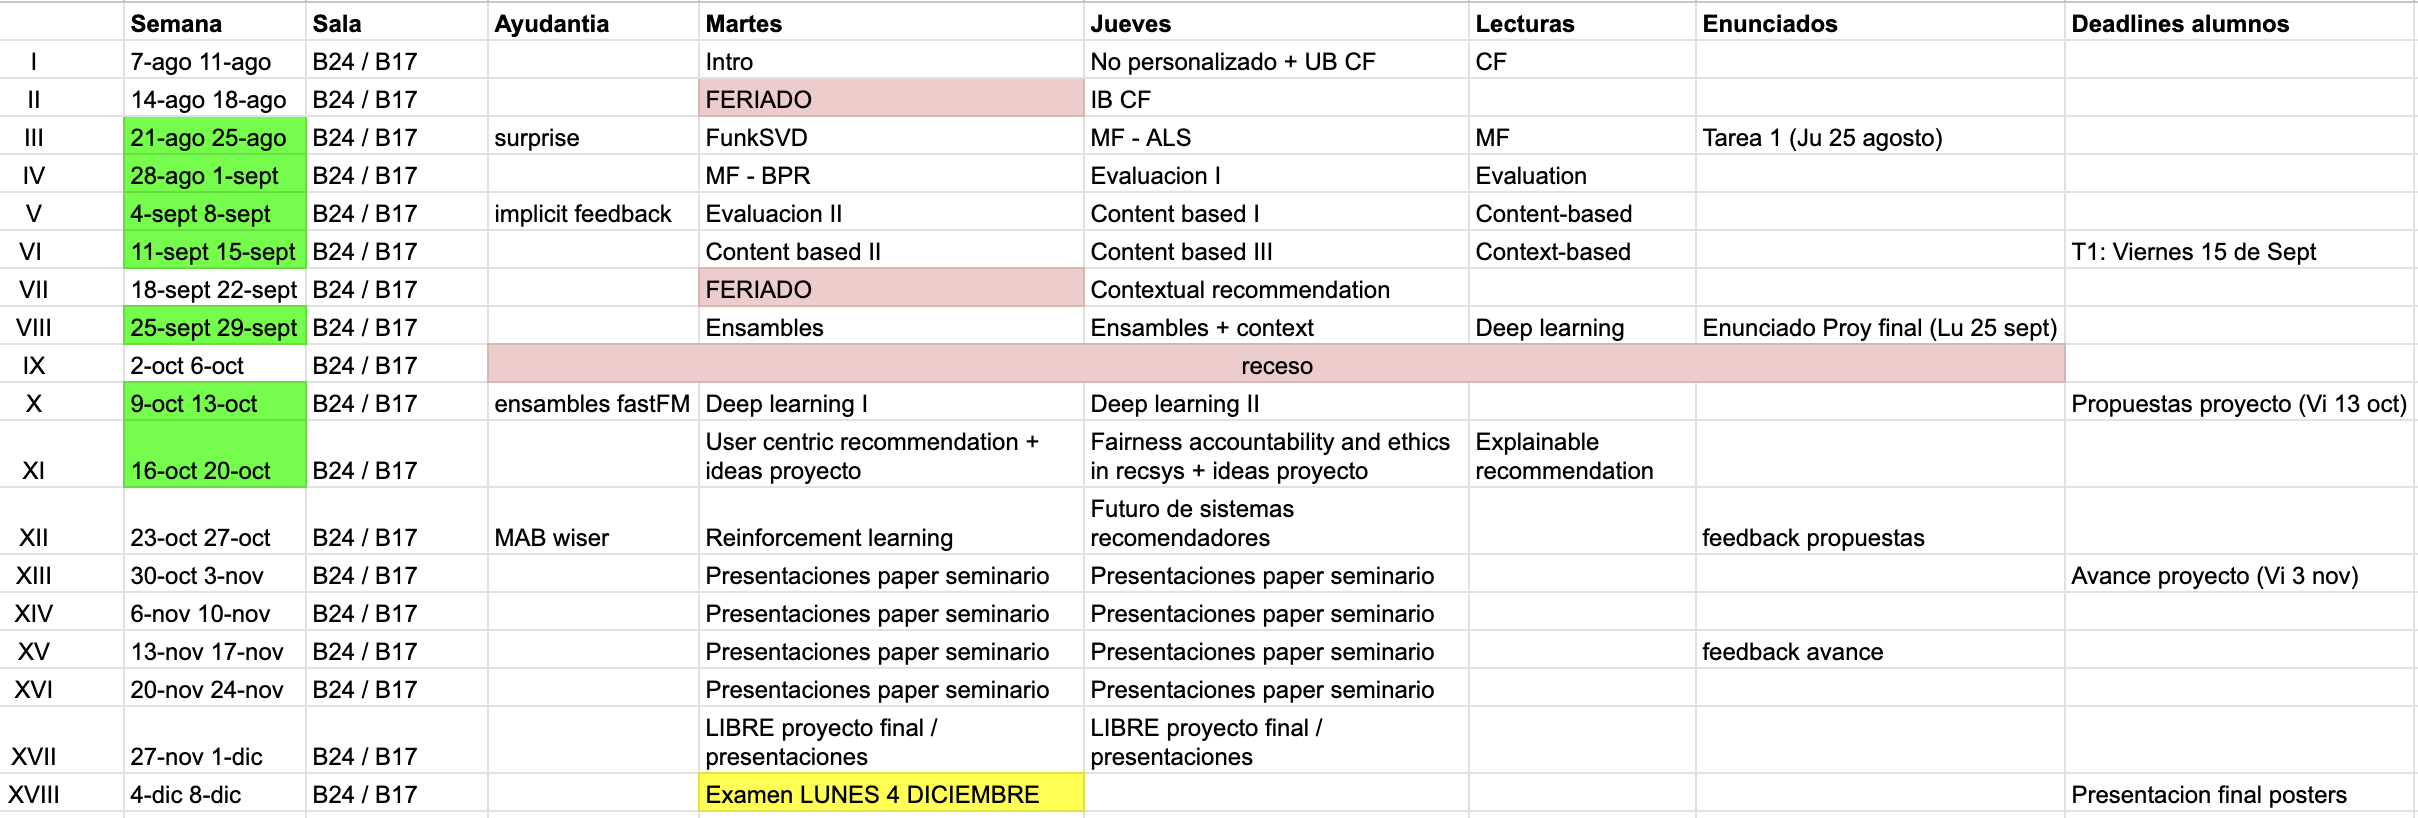 Semana Sala Ayudantia Martes Jueves Lecturas Enunciados Deadlines alumnos
I 7-ago 11-ago B24 / B17 Intro No personalizado + UB CF CF
II 14-ago 18-ago B24 / B17 FERIADO IB CF
III 21-ago 25-ago B24 / B17 surprise FunkSVD MF - ALS MF Tarea 1 (Ju 25 agosto)
IV 28-ago 1-sept B24 / B17 MF - BPR Evaluacion I Evaluation
V 4-sept 8-sept B24 / B17 implicit feedback Evaluacion II Content based I Content-based
VI 11-sept 15-sept B24 / B17 Content based II Content based III Context-based T1: Viernes 15 de Sept
VII 18-sept 22-sept B24 / B17 FERIADO Contextual recommendation
VIII 25-sept 29-sept B24 / B17 Ensambles Ensambles + context Deep learning Enunciado Proy final (Lu 25 sept)
IX 2-oct 6-oct B24 / B17 receso
X 9-oct 13-oct B24 / B17 ensambles fastFM Deep learning I Deep learning II Propuestas proyecto (Vi 13 oct)
User centric recommendation + Fairness accountability and ethics Explainable
XI 16-oct 20-oct B24 / B17 ideas proyecto in recsys + ideas proyecto recommendation
Futuro de sistemas
XII 23-oct 27-oct B24 / B17 MAB wiser Reinforcement learning recomendadores feedback propuestas
XIII 30-oct 3-nov B24 / B17 Presentaciones paper seminario Presentaciones paper seminario Avance proyecto (Vi 3 nov)
XIV 6-nov 10-nov B24 / B17 Presentaciones paper seminario Presentaciones paper seminario
XV 13-nov 17-nov B24 / B17 Presentaciones paper seminario Presentaciones paper seminario feedback avance
XVI 20-nov 24-nov B24 / B17 Presentaciones paper seminario Presentaciones paper seminario
LIBRE proyecto final / LIBRE proyecto final /
XVII 27-nov 1-dic B24 / B17 presentaciones presentaciones
XVIII 4-dic 8-dic B24 / B17 Examen LUNES 4 DICIEMBRE Presentacion final posters